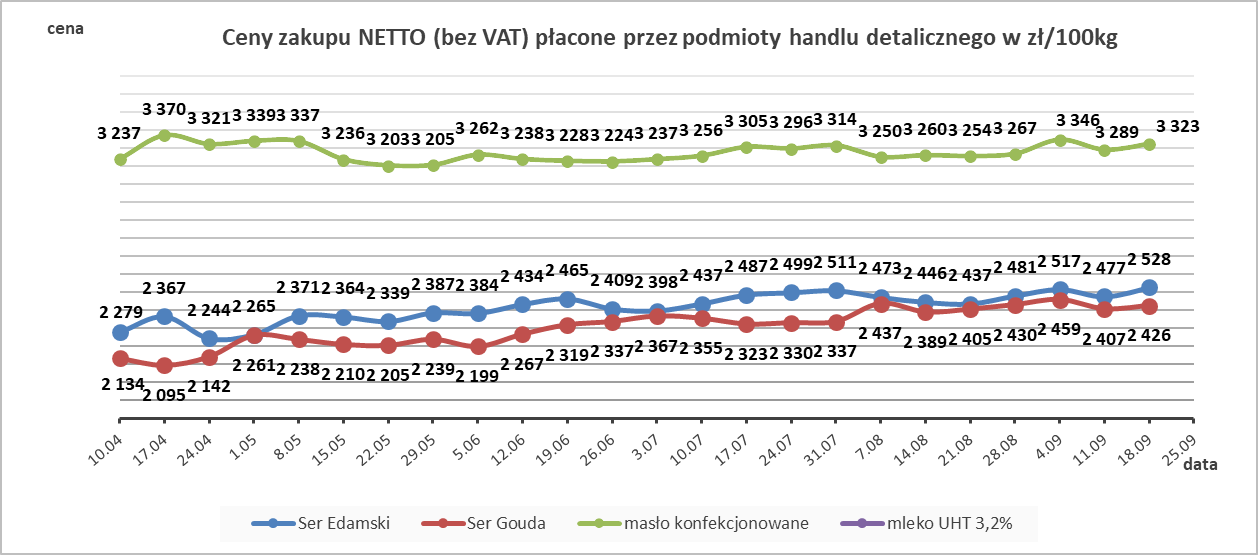 cena
Ceny zakupu NETTO (bez VAT) płacone przez podmioty handlu detalicznego w zł/100kg
3 237 3 370 3 321 3 339 3 337 3 236 3 203 3 205 3 262 3 238 3 228 3 224 3 237 3 256 3 305 3 296 3 314 3 250 3 260 3 254 3 267 3 346 3 289 3 323
2 279 2 367 2 244 2 265 2 371 2 364 2 339 2 387 2 384 2 434 2 465 2 409 2 398 2 437 2 487 2 499 2 511 2 473 2 446 2 437 2 481 2 517 2 477 2 528
2 134 2 095 2 142 2 261 2 238 2 210 2 205 2 239 2 199 2 267 2 319 2 337 2 367 2 355 2 323 2 330 2 337 2 437 2 389 2 405 2 430 2 459 2 407 2 426
10.04 17.04 24.04 1.05 8.05 15.05 22.05 29.05 5.06 12.06 19.06 26.06 3.07 10.07 17.07 24.07 31.07 7.08 14.08 21.08 28.08 4.09 11.09 18.09 25.09
data
Ser Edamski Ser Gouda masło konfekcjonowane mleko UHT 3,2%